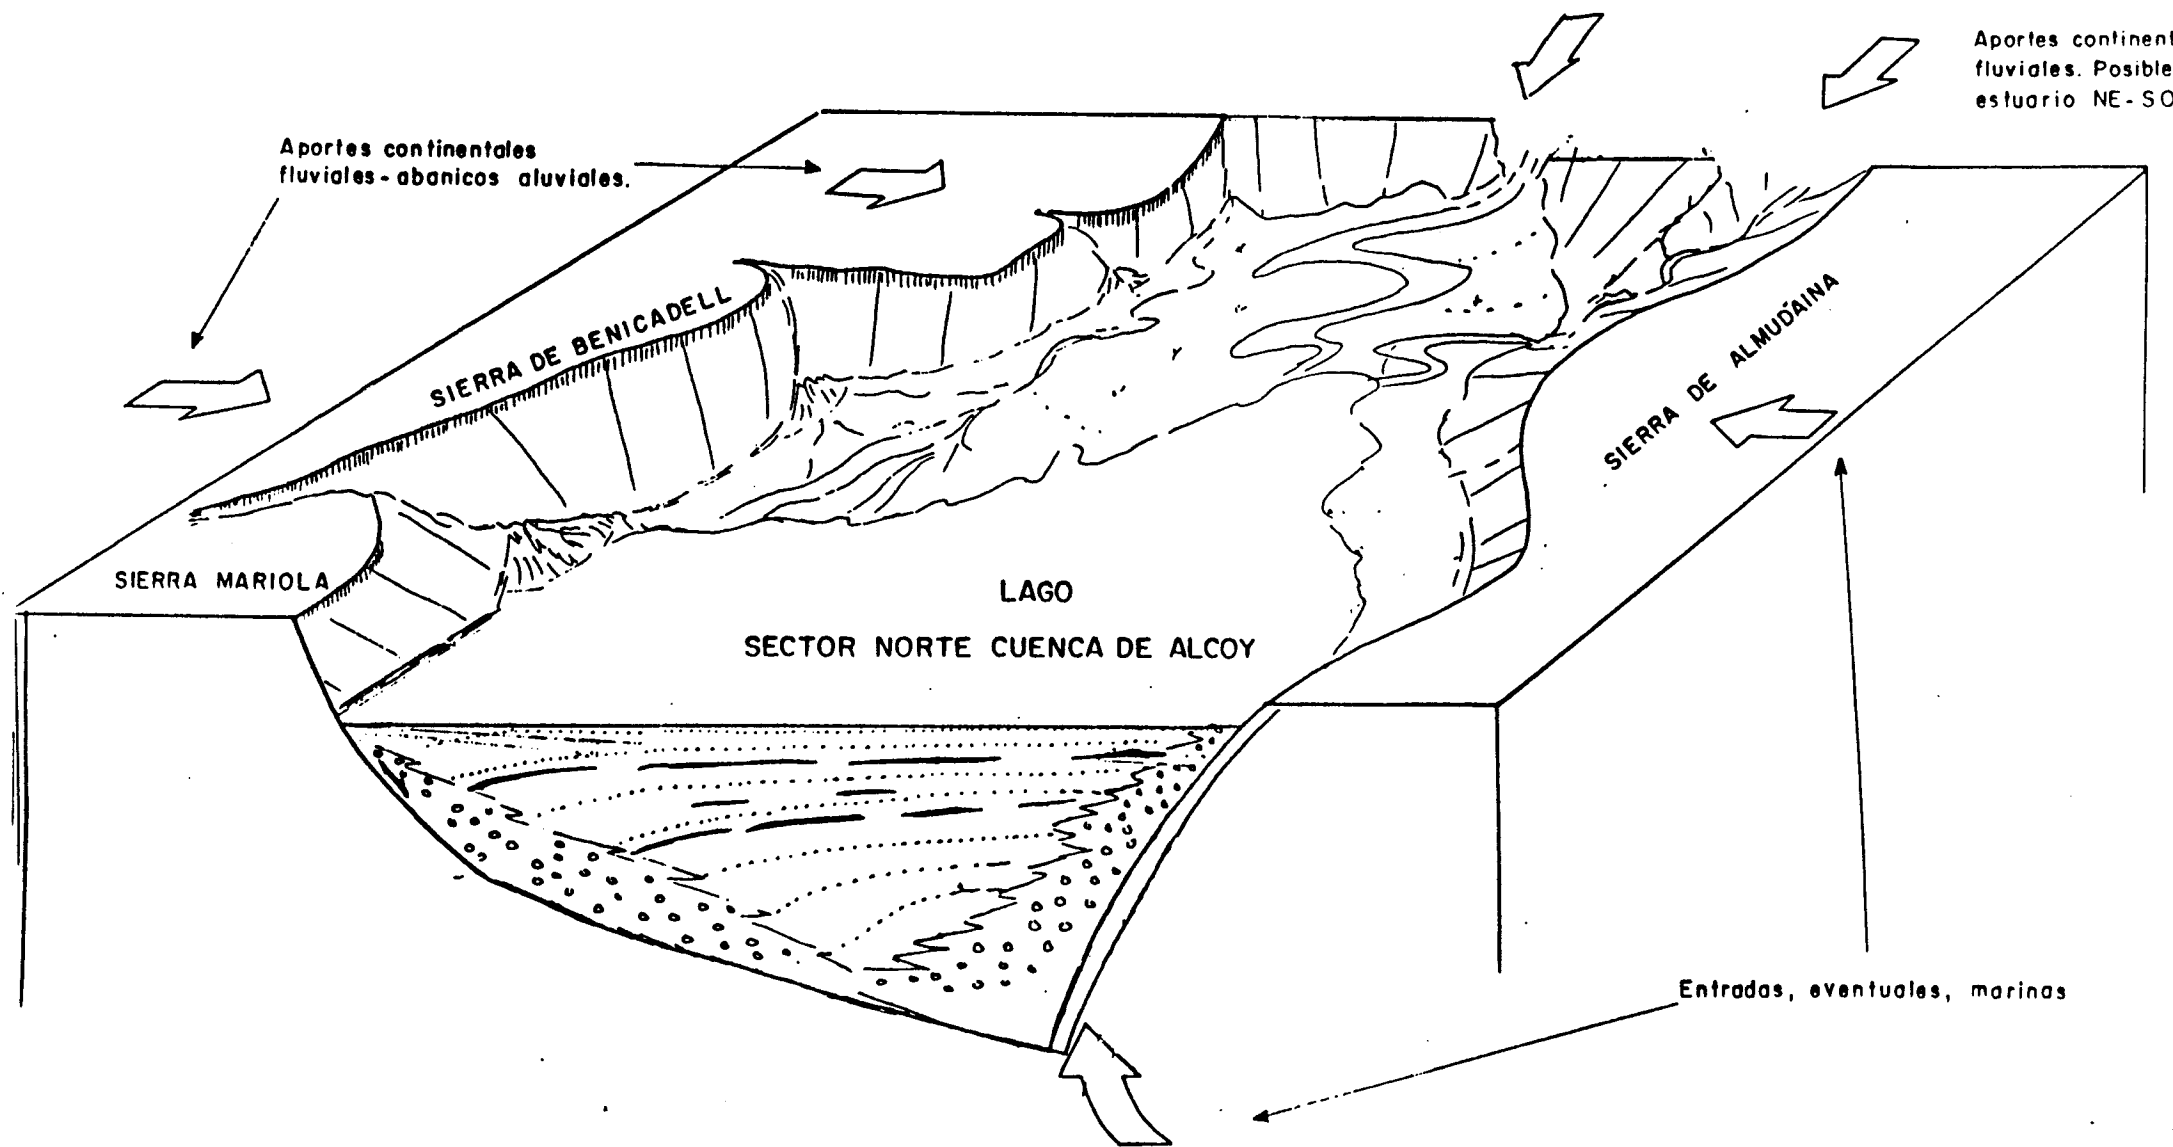 Aportes continent
fluviales. Posible
estuario NE-SO
Aportes continentales
fluviales-abanicos aluviales.
SIERRA DE BENICADELL
SIERRA DE ALMUDAINA
SIERRA MARIOLA
LAGO
SECTOR NORTE CUENCA DE ALCOY
Entradas, eventuales, marinas